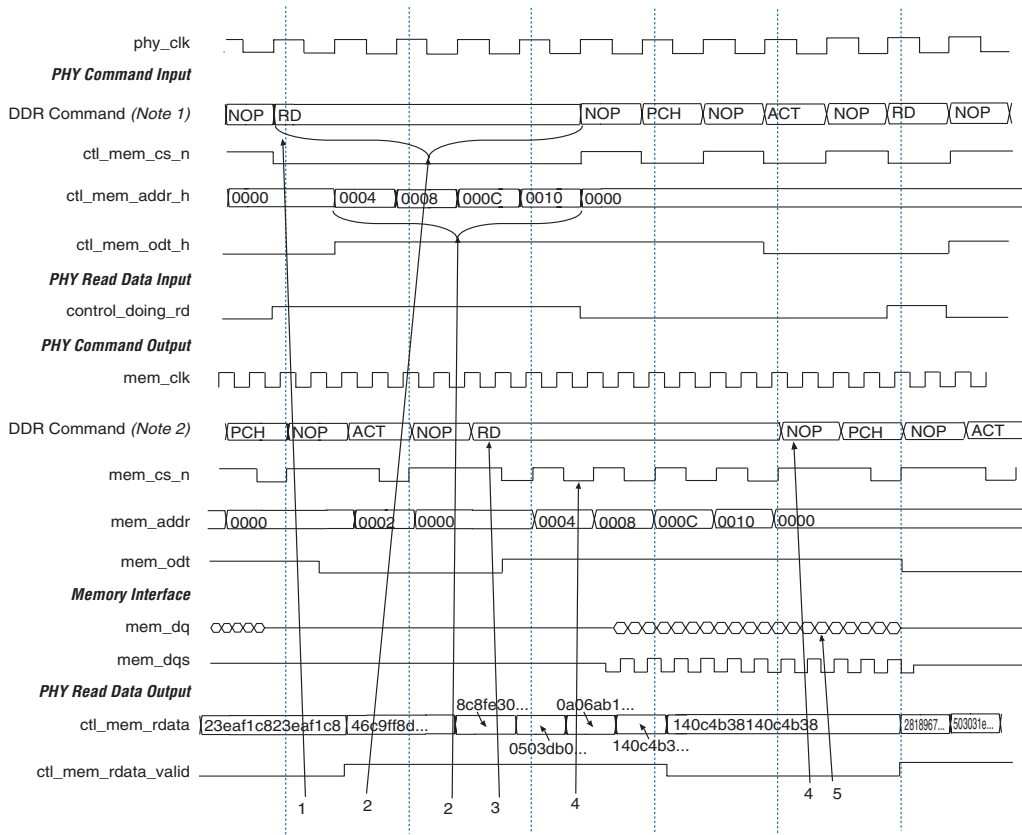 phy_clk
PHY Command Input
DDR Command (Note 1) NOP RD NOP PCH NOP ACT NOP RD NOP
ctl_mem_cs_n
ctl_mem_addr_h 0000 0004 0008 000C 0010 0000
ctl_mem_odt_h
PHY Read Data Input
control_doing_rd
PHY Command Output
mem_clk
DDR Command (Note 2) PCH NOP ACT NOP RD NOP PCH NOP ACT
mem_cs_n
mem_addr 0000 0002 0000 0004 0008 000C 0010 0000
mem_odt
Memory Interface
mem_dq
mem_dqs
PHY Read Data Output
8c8fe30... 0a06ab1...
ctl_mem_rdata 23eaf1c823eaf1c8 46c9ff8d... 140c4b38140c4b38 2818967... 503031e...
0503db0... 140c4b3...
ctl_mem_rdata_valid
1 2 2 3 4 4 5